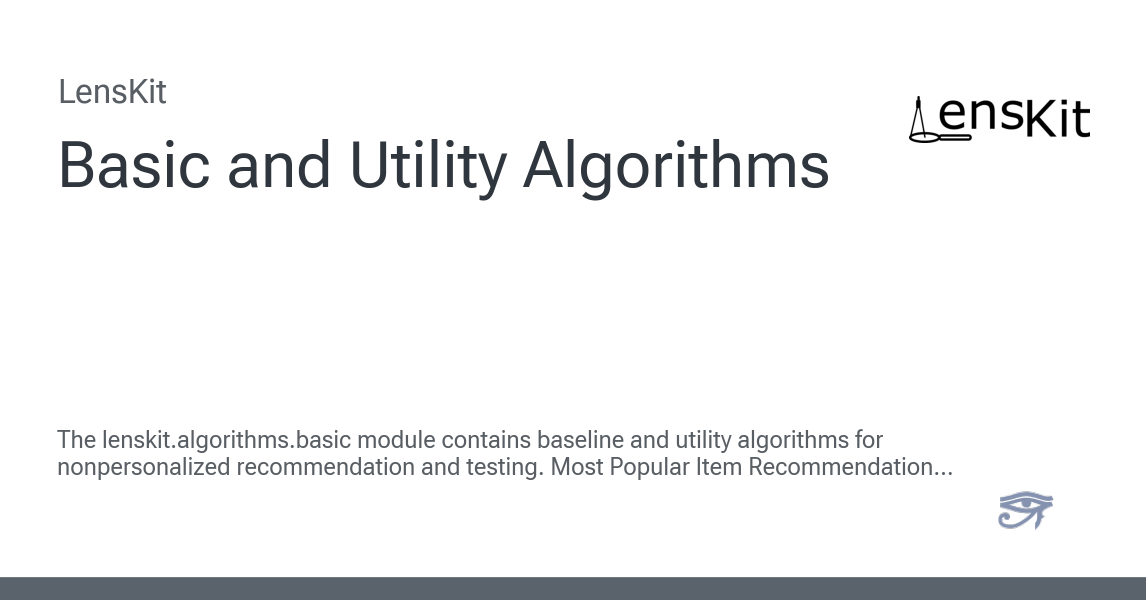 LensKit
LensKit
Basic and Utility Algorithms
The lenskit.algorithms.basic module contains baseline and utility algorithms for
nonpersonalized recommendation and testing. Most Popular Item Recommendation...